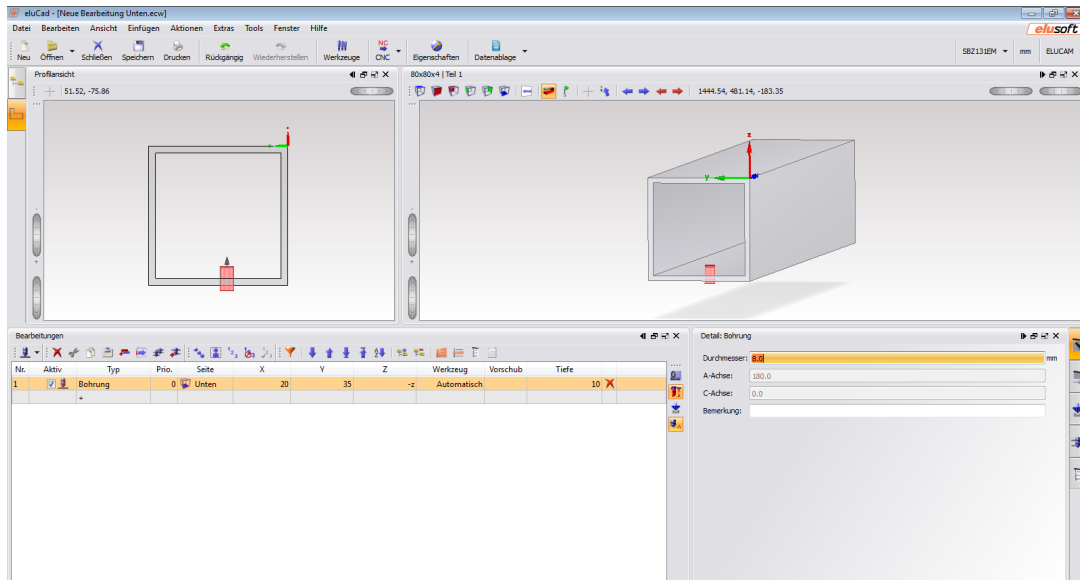 eluCad - [Neue Bearbeitung Unten.ecw]
Datei Bearbeiten Ansicht Einfügen Aktionen Extras Tools Fenster Hilfe
elusoft
Neu Öffnen Schließen Speichern Drucken Rückgängig Wiederherstellen Werkzeuge CNC Eigenschaften Datenablage SBZ131EM mm ELUCAM
Profilansicht
80x80x4 | Teil 1
51.52, -75.86
1444.54, 481.14, -183.35
z
y
Bearbeitungen
Detail: Bohrung
Nr. Aktiv Typ Prio. Seite X Y Z Werkzeug Vorschub Tiefe
1 Bohrung 0 Unten 20 35 -z Automatisch 10
+
Durchmesser: 8.0 mm
A-Achse: 180.0
C-Achse: 0.0
Bemerkung: